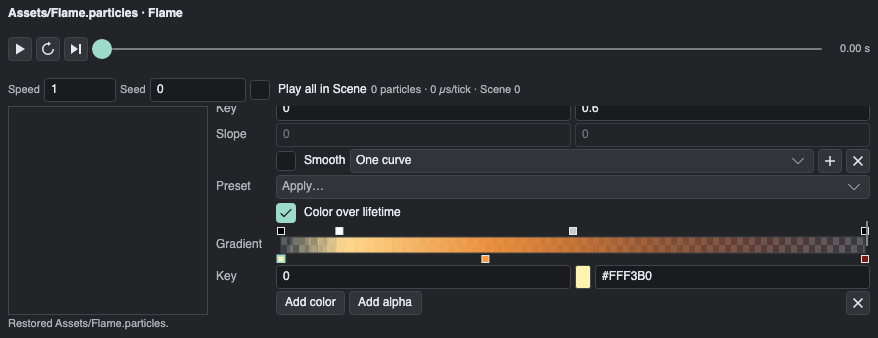 Assets/Flame.particles · Flame
0.00 s
Speed 1 Seed 0 Play all in Scene 0 particles · 0 µs/tick · Scene 0
Key 0 0.6
Slope 0 0
Smooth One curve
Preset Apply…
Color over lifetime
Gradient
Key 0 #FFF3B0
Add color Add alpha
Restored Assets/Flame.particles.